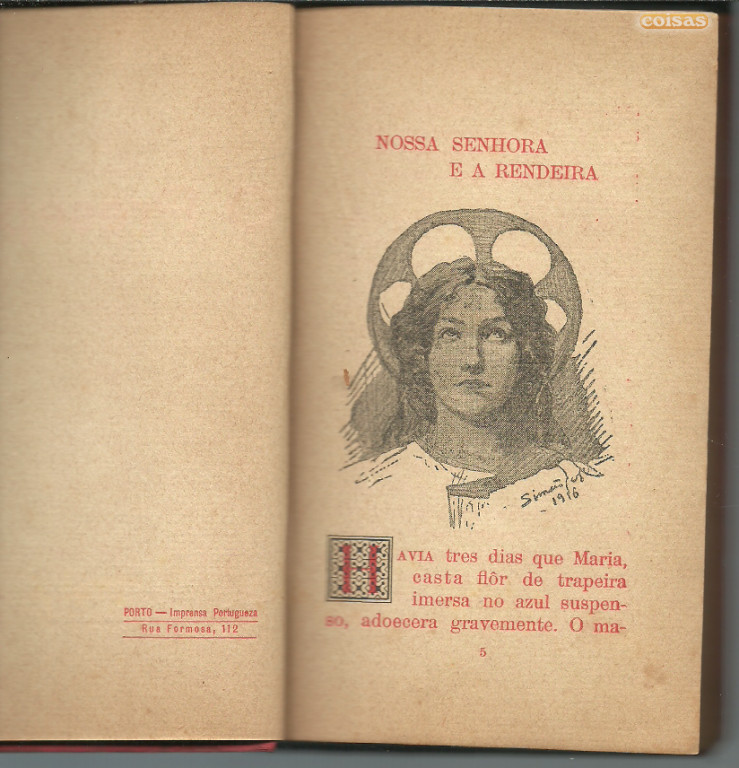 coisas
PORTO — Imprensa Portugueza
Rua Formosa, 112
NOSSA SENHORA
E A RENDEIRA
1916
HAVIA tres dias que Maria,
casta flôr de trapeira
imersa no azul suspen-
so, adoecera gravemente. O ma-
5